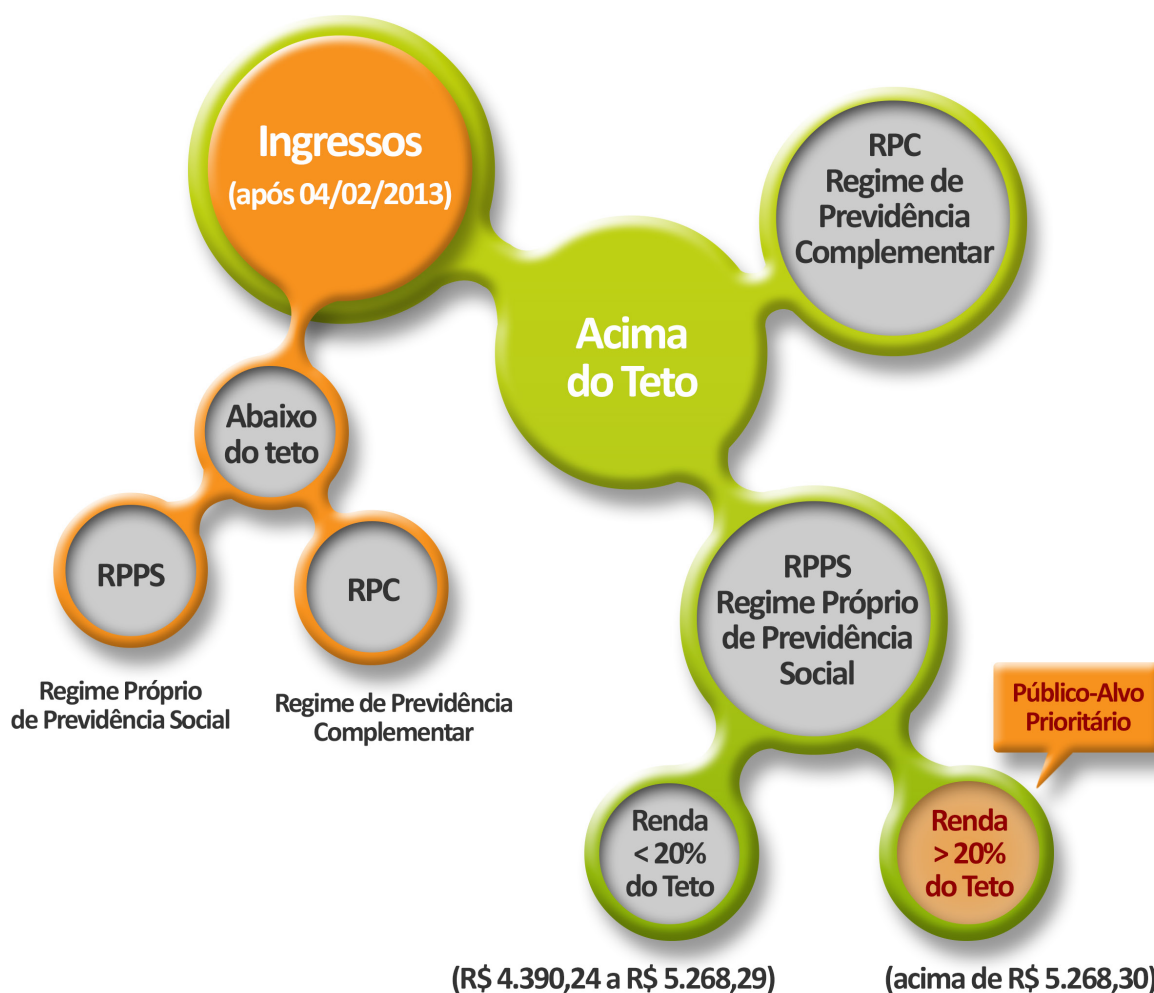 Ingressos
(após 04/02/2013)
RPC
Regime de
Previdência
Complementar
Acima
do Teto
Abaixo
do teto
RPPS
RPC
Regime Próprio
de Previdência Social
Regime de Previdência
Complementar
RPPS
Regime Próprio
de Previdência
Social
Público-Alvo
Prioritário
Renda
< 20%
do Teto
Renda
> 20%
do Teto
(R$ 4.390,24 a R$ 5.268,29)
(acima de R$ 5.268,30)